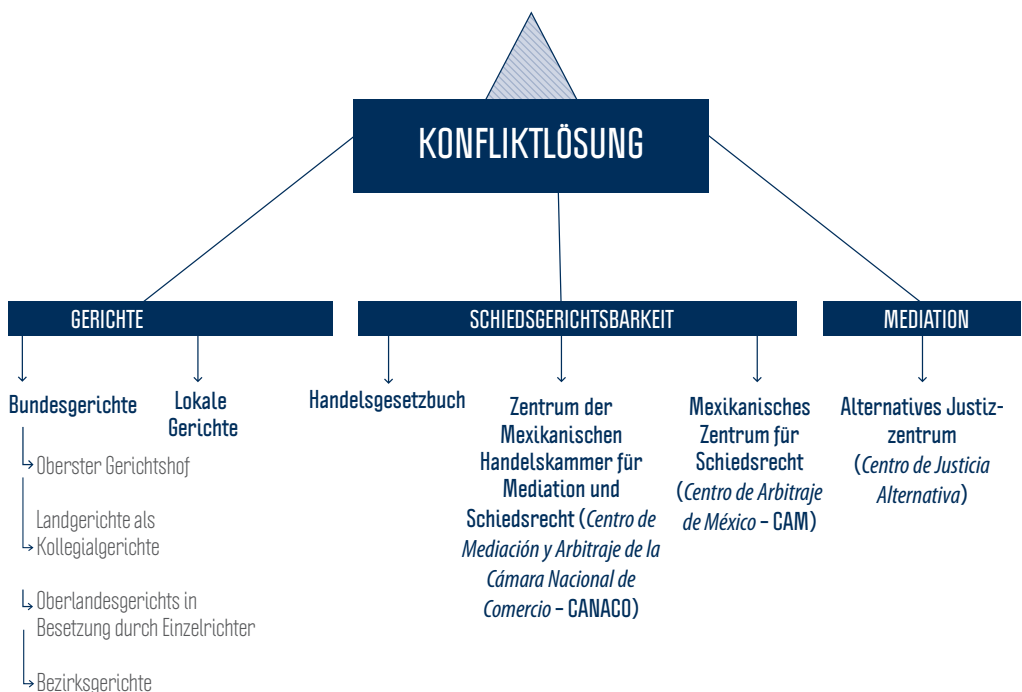 KONFLIKTLÖSUNG
GERICHTE
Bundesgerichte
Oberster Gerichtshof
Landgerichte als
Kollegialgerichte
Oberlandesgerichts in
Besetzung durch Einzelrichter
Bezirksgerichte
Lokale
Gerichte
SCHIEDSGERICHTSBARKEIT
Handelsgesetzbuch
Zentrum der
Mexikanischen
Handelskammer für
Mediation und
Schiedsrecht (Centro de
Mediación y Arbitraje de la
Cámara Nacional de
Comercio – CANACO)
Mexikanisches
Zentrum für
Schiedsrecht
(Centro de Arbitraje
de México – CAM)
MEDIATION
Alternatives Justiz-
zentrum
(Centro de Justicia
Alternativa)